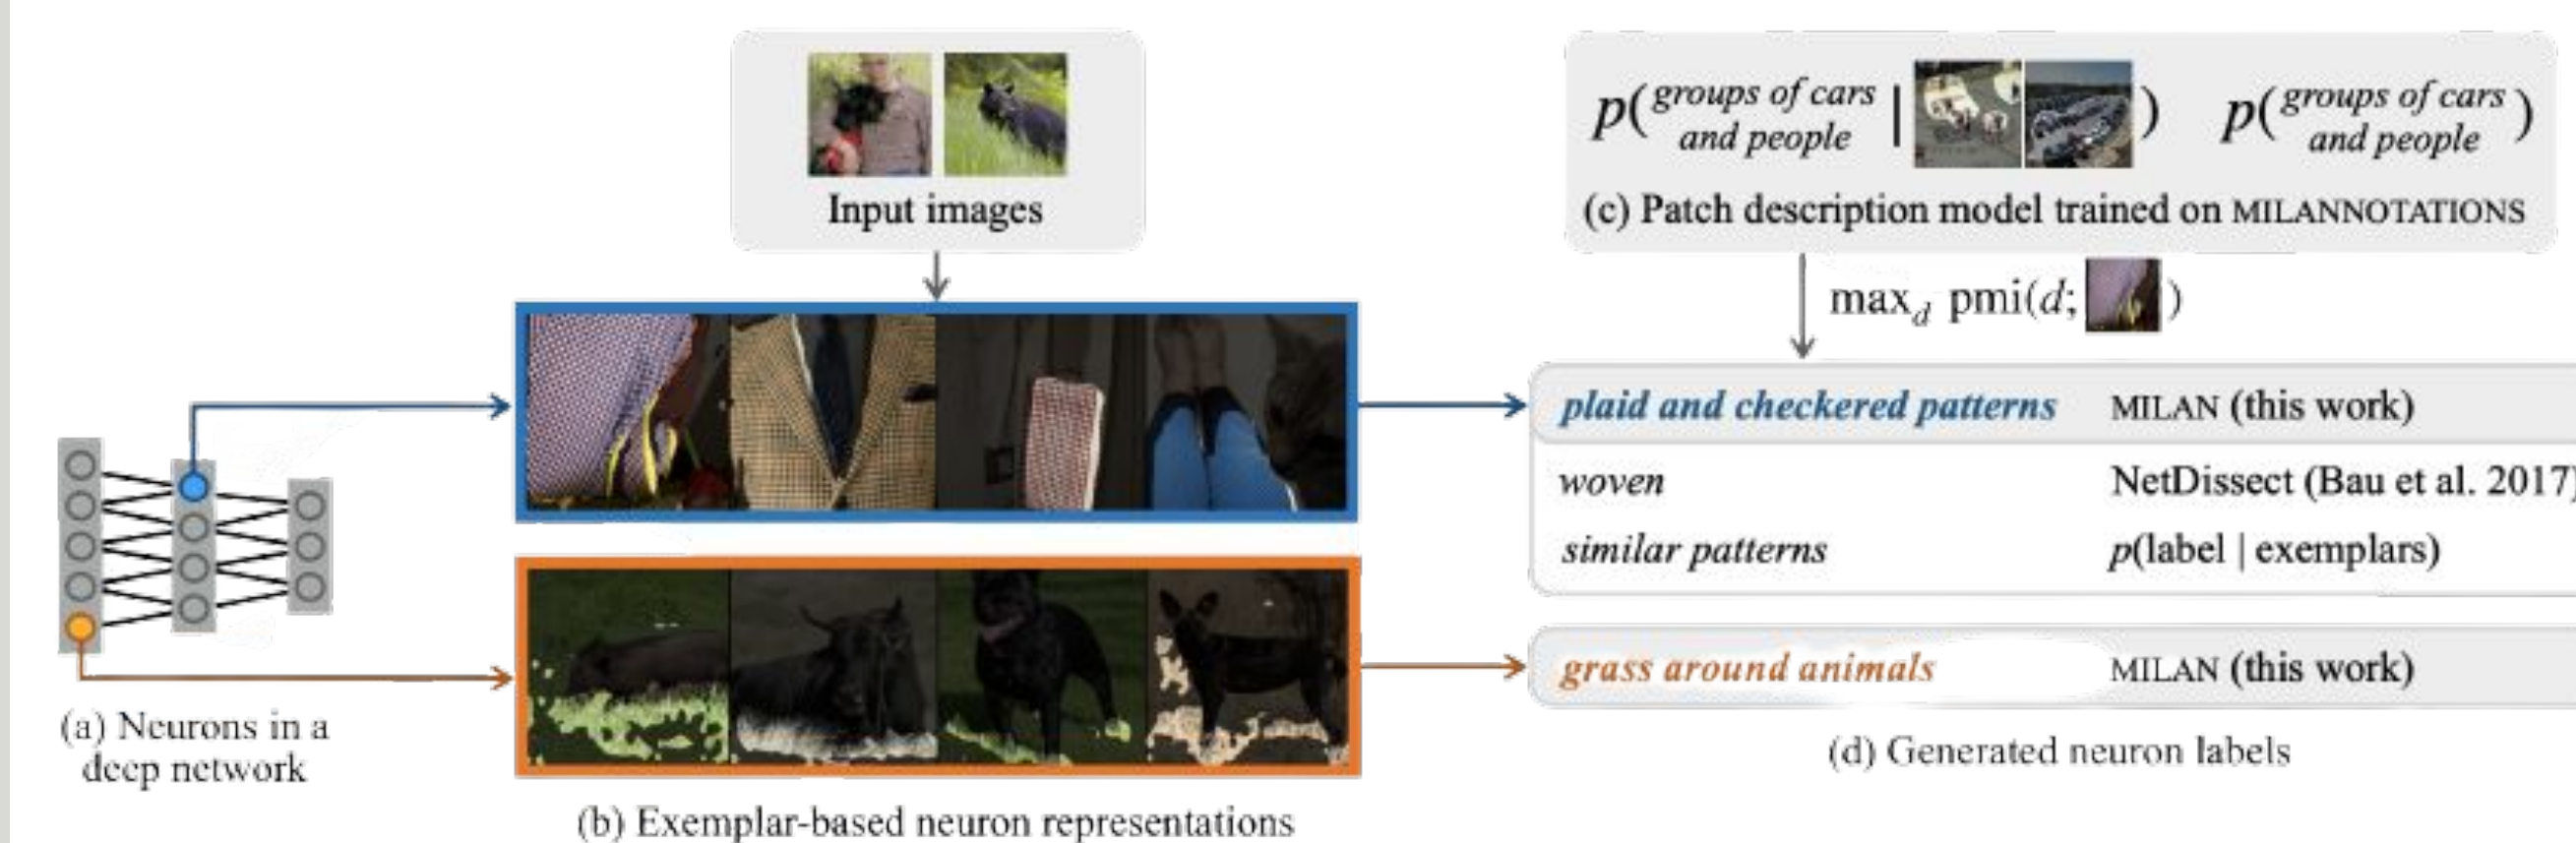 Input images
p(groups of cars and people | ) p(groups of cars and people)
(c) Patch description model trained on MILANNOTATIONS
max_d pmi(d; )
plaid and checkered patterns MILAN (this work)
woven NetDissect (Bau et al. 2017)
similar patterns p(label | exemplars)
grass around animals MILAN (this work)
(a) Neurons in a
deep network
(d) Generated neuron labels
(b) Exemplar-based neuron representations